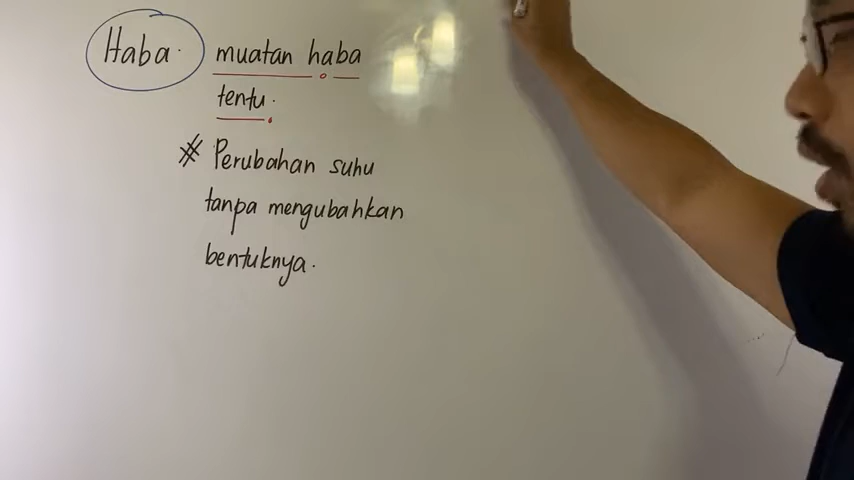 Haba. muatan haba
tentu.
* Perubahan suhu
tanpa mengubahkan
bentuknya.